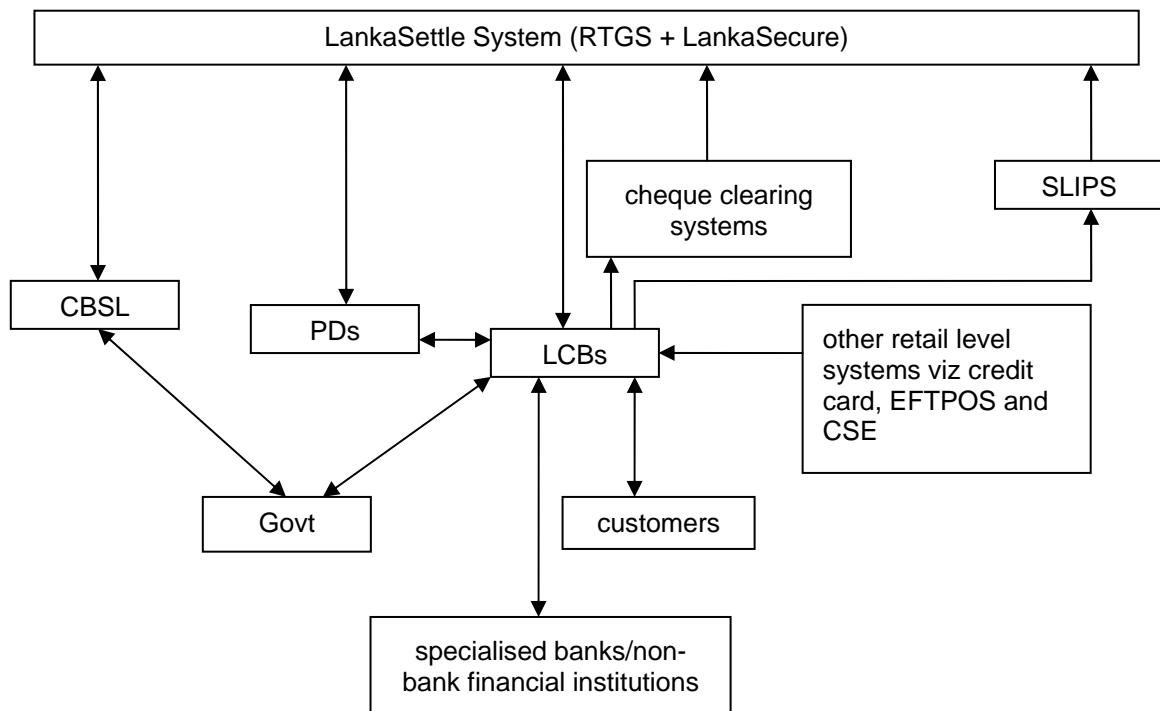 LankaSettle System (RTGS + LankaSecure)
cheque clearing
systems
SLIPS
CBSL
PDs
LCBs
other retail level
systems viz credit
card, EFTPOS and
CSE
Govt
customers
specialised banks/non-
bank financial institutions